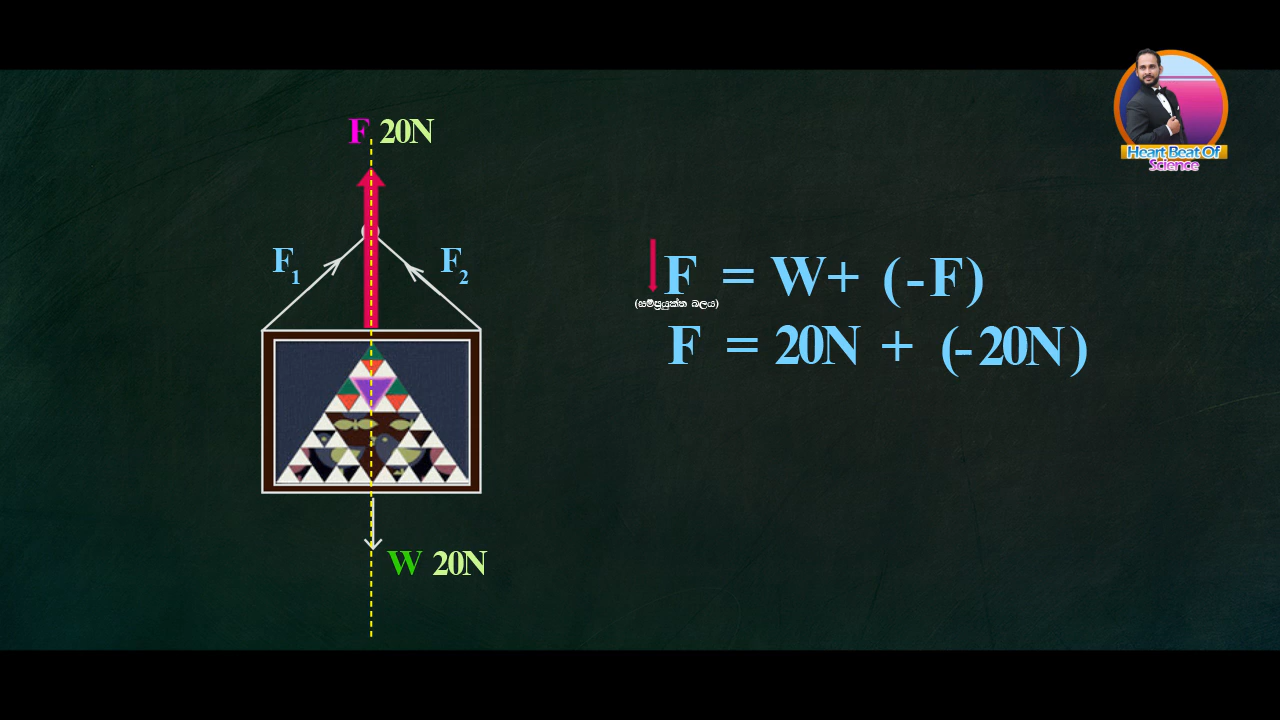 F 20N
F1
F2
W 20N
F = W+ (-F)
(සම්ප්‍රයුක්ත බලය)
F = 20N + (-20N)
Heart Beat Of
Science